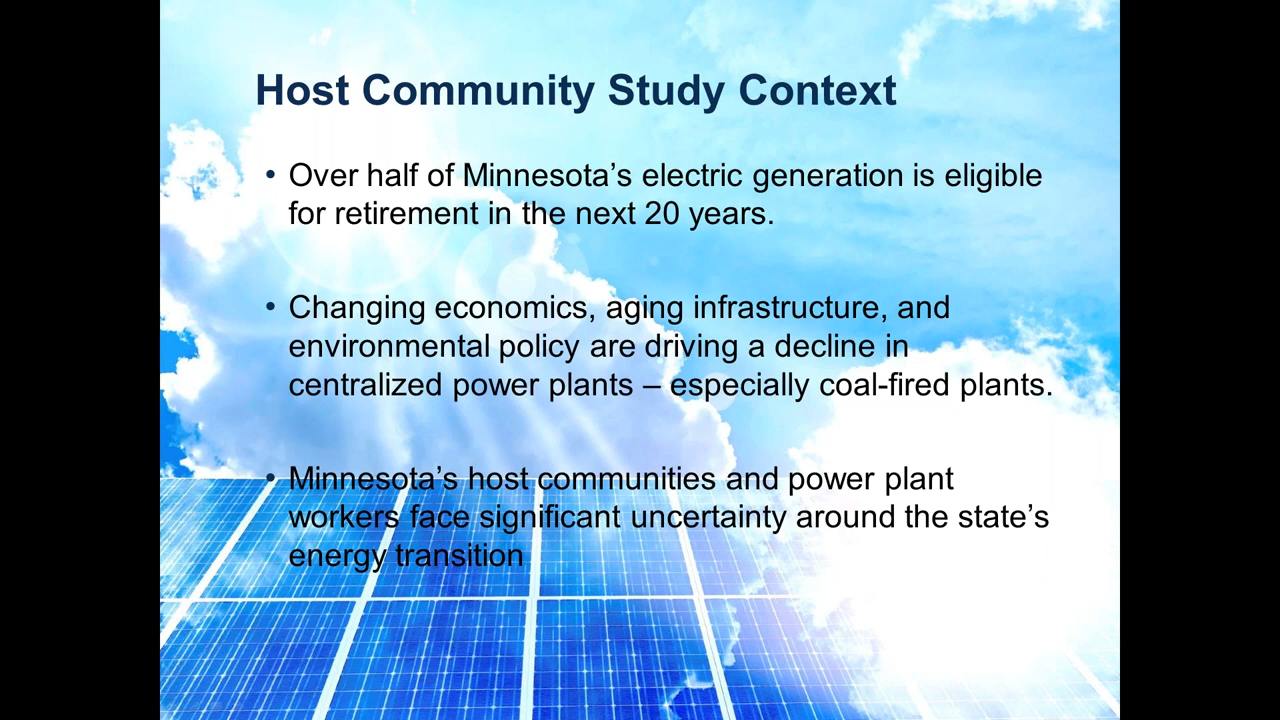 Host Community Study Context
• Over half of Minnesota’s electric generation is eligible
for retirement in the next 20 years.
• Changing economics, aging infrastructure, and
environmental policy are driving a decline in
centralized power plants – especially coal-fired plants.
• Minnesota’s host communities and power plant
workers face significant uncertainty around the state’s
energy transition